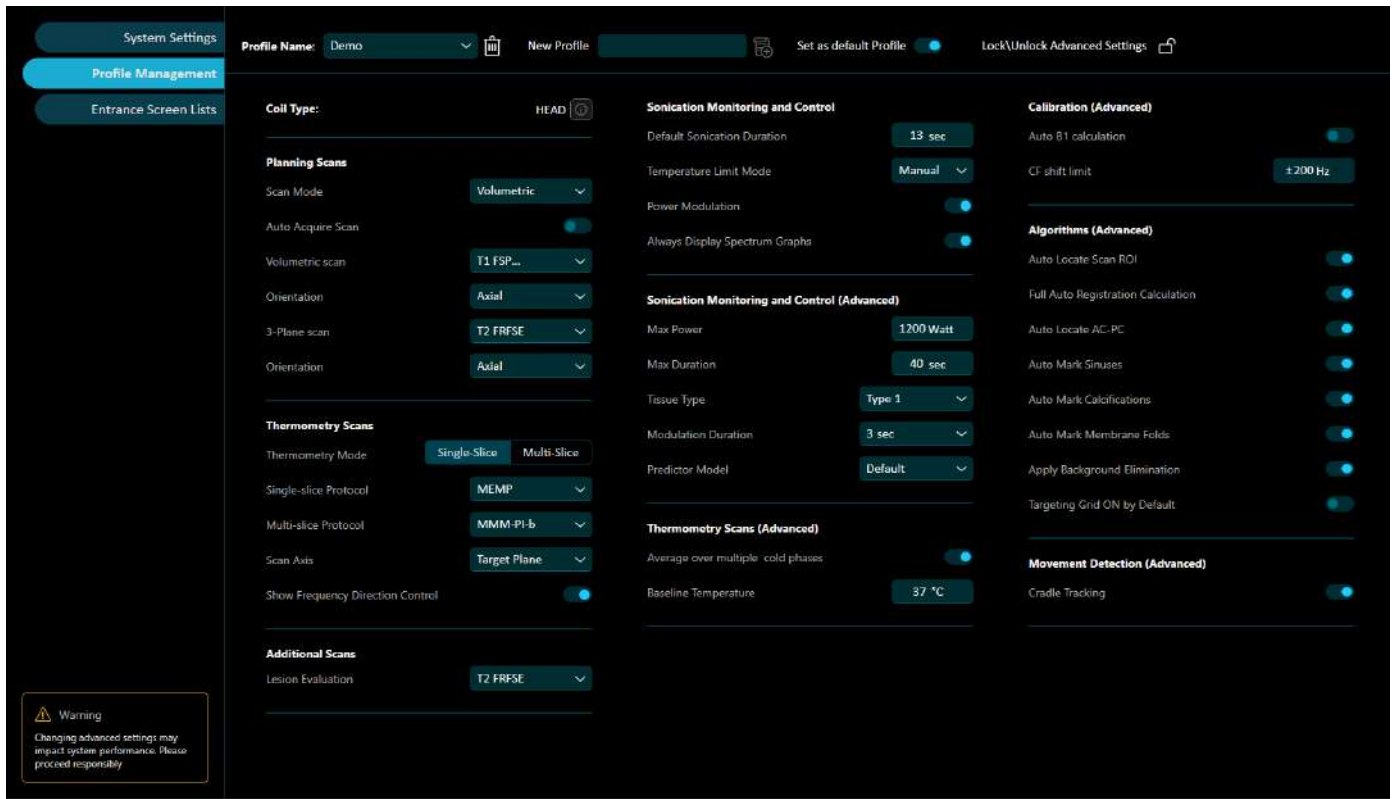 System Settings
Profile Management
Entrance Screen Lists
Profile Name: Demo New Profile Set as default Profile Lock\Unlock Advanced Settings
Coil Type: HEAD
Planning Scans
Scan Mode Volumetric
Auto Acquire Scan
Volumetric scan T1 FSP...
Orientation Axial
3-Plane scan T2 FRFSE
Orientation Axial
Thermometry Scans
Thermometry Mode Single-Slice Multi-Slice
Single-slice Protocol MEMP
Multi-slice Protocol MMM-PI-b
Scan Axis Target Plane
Show Frequency Direction Control
Additional Scans
Lesion Evaluation T2 FRFSE
Sonication Monitoring and Control
Default Sonication Duration 13 sec
Temperature Limit Mode Manual
Power Modulation
Always Display Spectrum Graphs
Sonication Monitoring and Control (Advanced)
Max Power 1200 Watt
Max Duration 40 sec
Tissue Type Type 1
Modulation Duration 3 sec
Predictor Model Default
Thermometry Scans (Advanced)
Average over multiple cold phases
Baseline Temperature 37 °C
Calibration (Advanced)
Auto B1 calculation
CF shift limit ±200 Hz
Algorithms (Advanced)
Auto Locate Scan ROI
Full Auto Registration Calculation
Auto Locate AC-PC
Auto Mark Sinuses
Auto Mark Calcifications
Auto Mark Membrane Folds
Apply Background Elimination
Targeting Grid ON by Default
Movement Detection (Advanced)
Cradle Tracking
Warning
Changing advanced settings may
impact system performance. Please
proceed responsibly